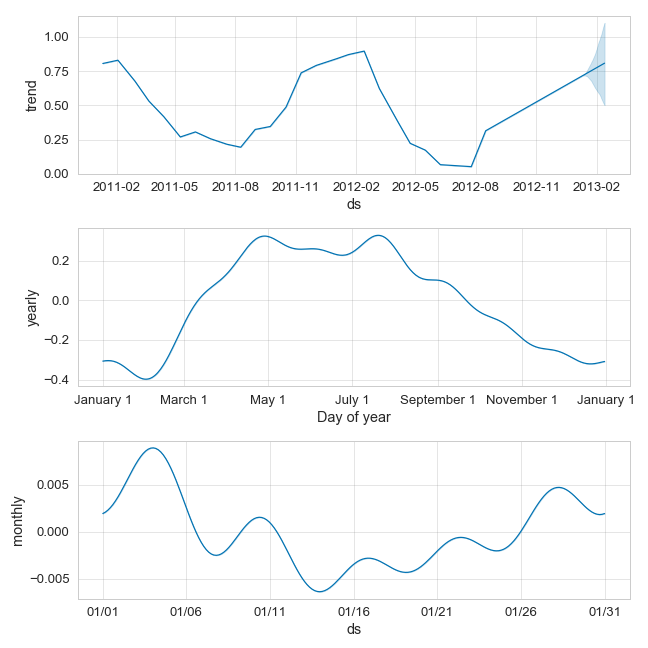 1.00
0.75
0.50
0.25
0.00
trend
2011-02 2011-05 2011-08 2011-11 2012-02 2012-05 2012-08 2012-11 2013-02
ds
0.2
0.0
−0.2
−0.4
yearly
January 1 March 1 May 1 July 1 September 1 November 1 January 1
Day of year
0.005
0.000
−0.005
monthly
01/01 01/06 01/11 01/16 01/21 01/26 01/31
ds